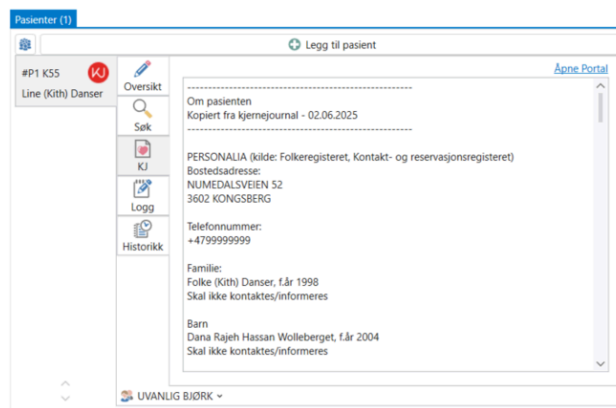 Pasienter (1)
Legg til pasient
#P1 K55
KJ
Line (Kith) Danser
Oversikt
Søk
KJ
Logg
Historikk
Åpne Portal
------------------------------------------------------
Om pasienten
Kopiert fra kjernejournal - 02.06.2025
------------------------------------------------------
PERSONALIA (kilde: Folkeregisteret, Kontakt- og reservasjonsregisteret)
Bostedsadresse:
NUMEDALSVEIEN 52
3602 KONGSBERG
Telefonnummer:
+4799999999
Familie:
Folke (Kith) Danser, f.år 1998
Skal ikke kontaktes/informeres
Barn
Dana Rajeh Hassan Wolleberget, f.år 2004
Skal ikke kontaktes/informeres
UVANLIG BJØRK